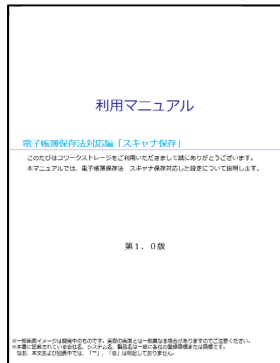 利用マニュアル
電子帳簿保存法対応編「スキャナ保存」
このたびはコワークストレージをご利用いただきまして誠にありがとうございます。
本マニュアルでは、電子帳簿保存法　スキャナ保存対応した設定について説明します。
第１．０版
※一部画面イメージは開発中のものです。実際の画面とは一部異なる場合がありますのでご注意ください。
※本書に記載されている会社名、システム名、製品名は一般に各社の登録商標または商標です。
なお、本文および図表中では、「™」、「®」は明記しておりません。